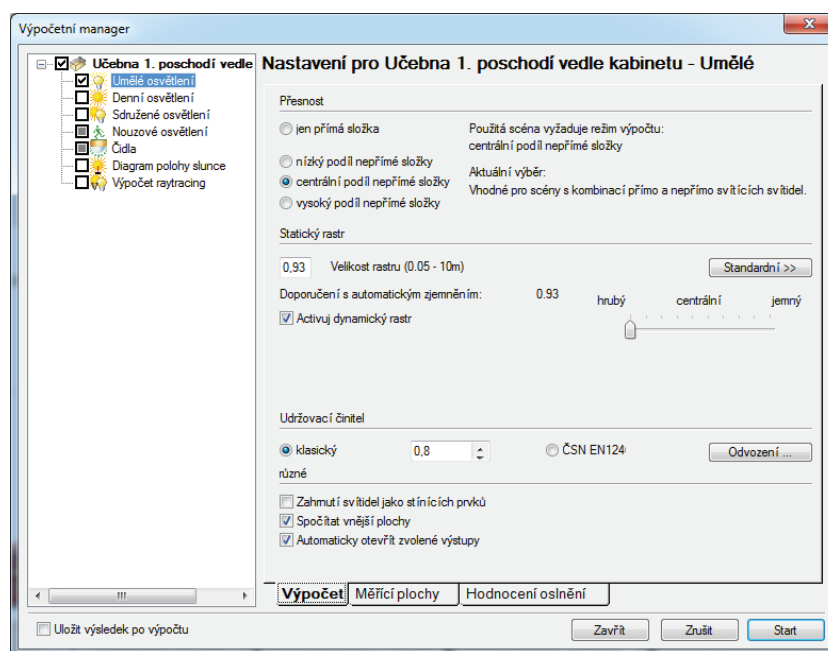 Výpočetní manager
Učebna 1. poschodí vedle
Umělé osvětlení
Denní osvětlení
Sdružené osvětlení
Nouzové osvětlení
Čidla
Diagram polohy slunce
Výpočet raytracing
Nastavení pro Učebna 1. poschodí vedle kabinetu - Umělé
Přesnost
jen přímá složka
nízký podíl nepřímé složky
centrální podíl nepřímé složky
vysoký podíl nepřímé složky
Použitá scéna vyžaduje režim výpočtu:
centrální podíl nepřímé složky
Aktuální výběr:
Vhodné pro scény s kombinací přímo a nepřímo svítících svítidel.
Statický rastr
0,93 Velikost rastru (0.05 - 10m) Standardní >>
Doporučení s automatickým zjemněním: 0.93
hrubý centrální jemný
Activuj dynamický rastr
Udržovací činitel
klasický 0,8 ČSN EN124 Odvození ...
různé
Zahrnutí svítidel jako stínících prvků
Spočítat vnější plochy
Automaticky otevřít zvolené výstupy
Výpočet Měřící plochy Hodnocení oslnění
Uložit výsledek po výpočtu Zavřít Zrušit Start